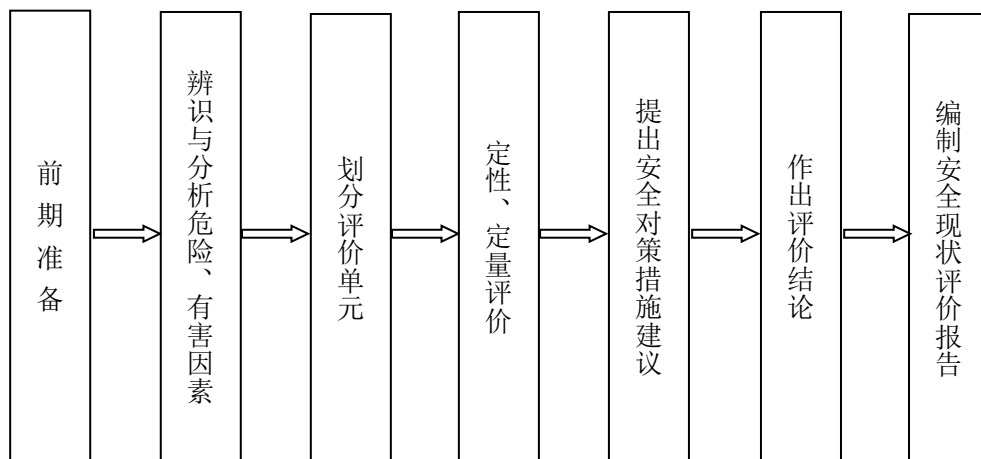 前期准备
辨识与分析危险、有害因素
划分评价单元
定性、定量评价
提出安全对策措施建议
作出评价结论
编制安全现状评价报告